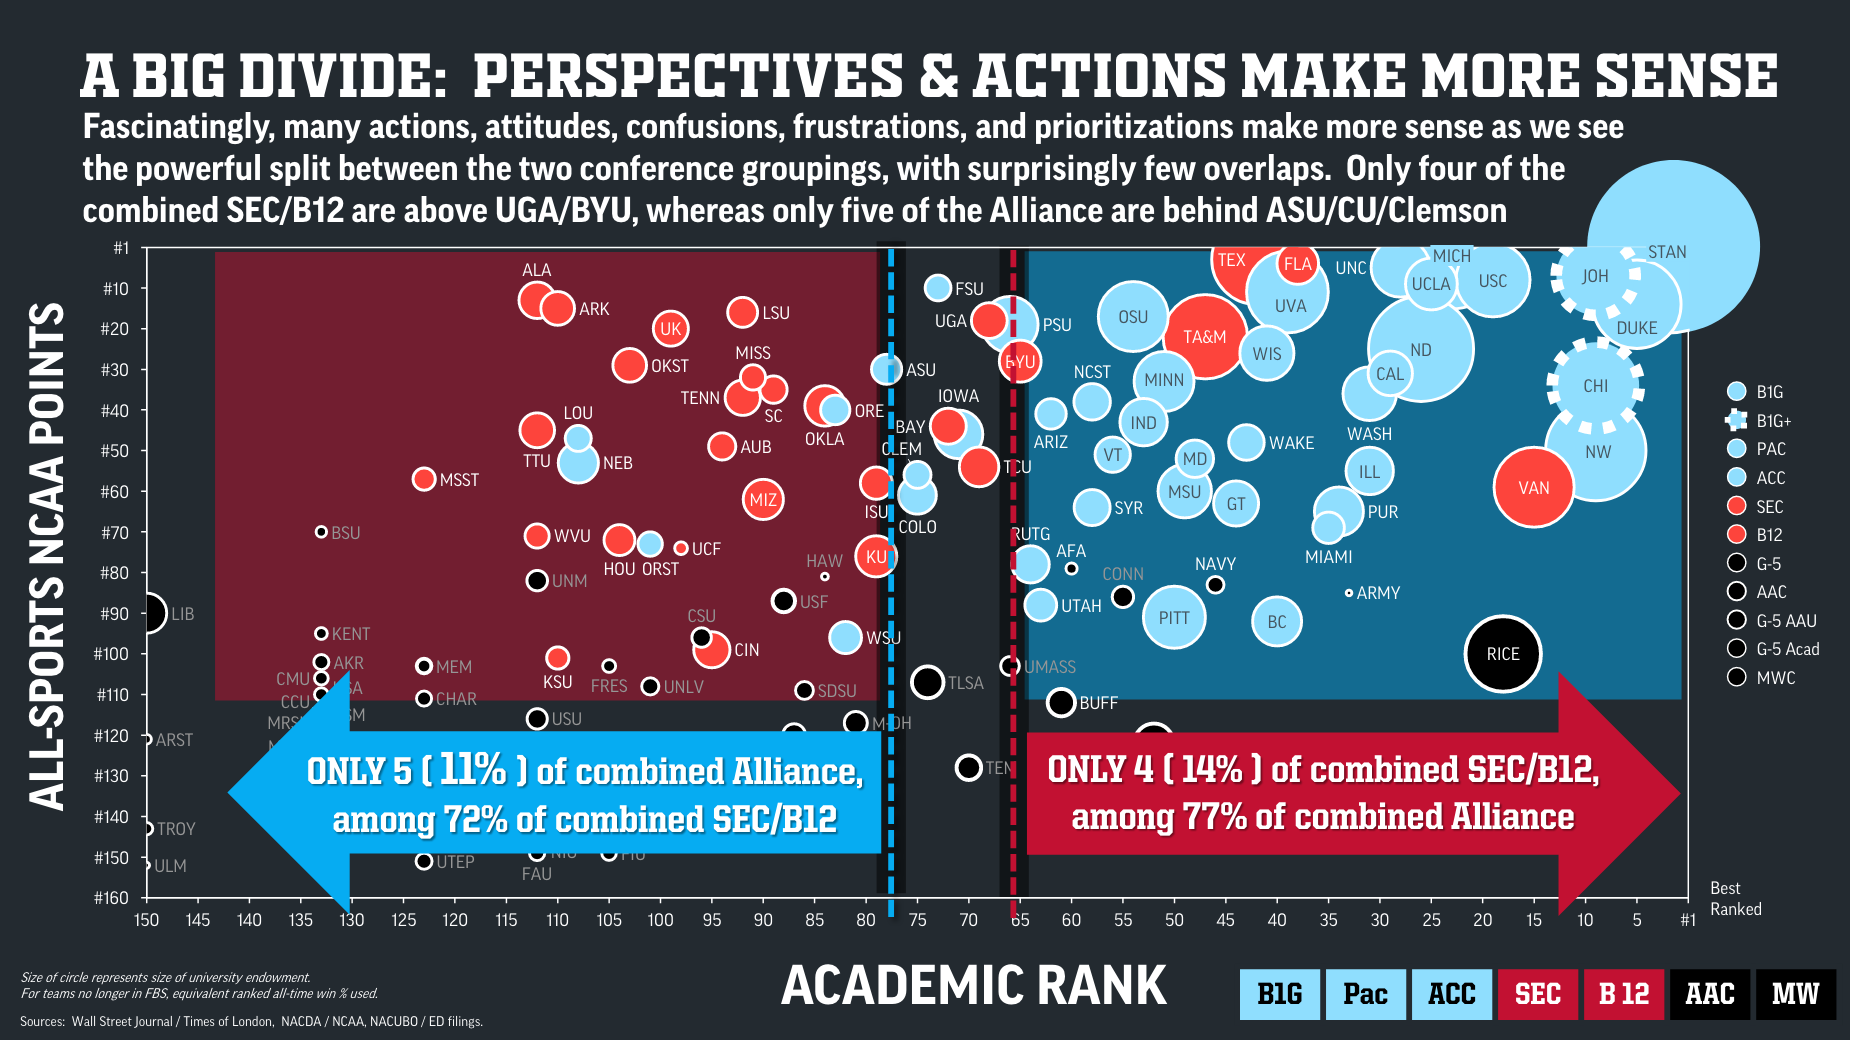 A BIG DIVIDE: PERSPECTIVES & ACTIONS MAKE MORE SENSE
Fascinatingly, many actions, attitudes, confusions, frustrations, and prioritizations make more sense as we see
the powerful split between the two conference groupings, with surprisingly few overlaps. Only four of the
combined SEC/B12 are above UGA/BYU, whereas only five of the Alliance are behind ASU/CU/Clemson
ALL-SPORTS NCAA POINTS
#1
#10
#20
#30
#40
#50
#60
#70
#80
#90
#100
#110
#120
#130
#140
#150
#160
ALA
ARK
UK
LSU
OKST
MISS
TENN
SC
OKLA
ORE
LOU
TTU
NEB
AUB
MSST
MIZ
ISU
BSU
WVU
HOU
ORST
UCF
KU
HAW
UNM
USF
LIB
CSU
KENT
CIN
WSU
AKR
MEM
KSU
FRES
UNLV
SDSU
CMU
CCU
CHAR
USU
ARST
TROY
ULM
UTEP
FAU
FSU
UGA
PSU
BYU
ASU
IOWA
BAY
CLEM
TCU
COLO
RUTG
UMASS
TLSA
BUFF
TEX
FLA
UNC
MICH
UCLA
USC
JOH
STAN
DUKE
OSU
UVA
TA&M
WIS
ND
CAL
CHI
MINN
NCST
ARIZ
IND
WAKE
WASH
VT
MD
ILL
NW
VAN
SYR
MSU
GT
PUR
MIAMI
AFA
CONN
NAVY
ARMY
UTAH
PITT
BC
RICE
B1G
B1G+
PAC
ACC
SEC
B12
G-5
AAC
G-5 AAU
G-5 Acad
MWC
ONLY 5 ( 11% ) of combined Alliance,
among 72% of combined SEC/B12
ONLY 4 ( 14% ) of combined SEC/B12,
among 77% of combined Alliance
150 145 140 135 130 125 120 115 110 105 100 95 90 85 80 75 70 65 60 55 50 45 40 35 30 25 20 15 10 5 #1
Best
Ranked
ACADEMIC RANK
B1G Pac ACC SEC B 12 AAC MW
Size of circle represents size of university endowment.
For teams no longer in FBS, equivalent ranked all-time win % used.
Sources: Wall Street Journal / Times of London, NACDA / NCAA, NACUBO / ED filings.